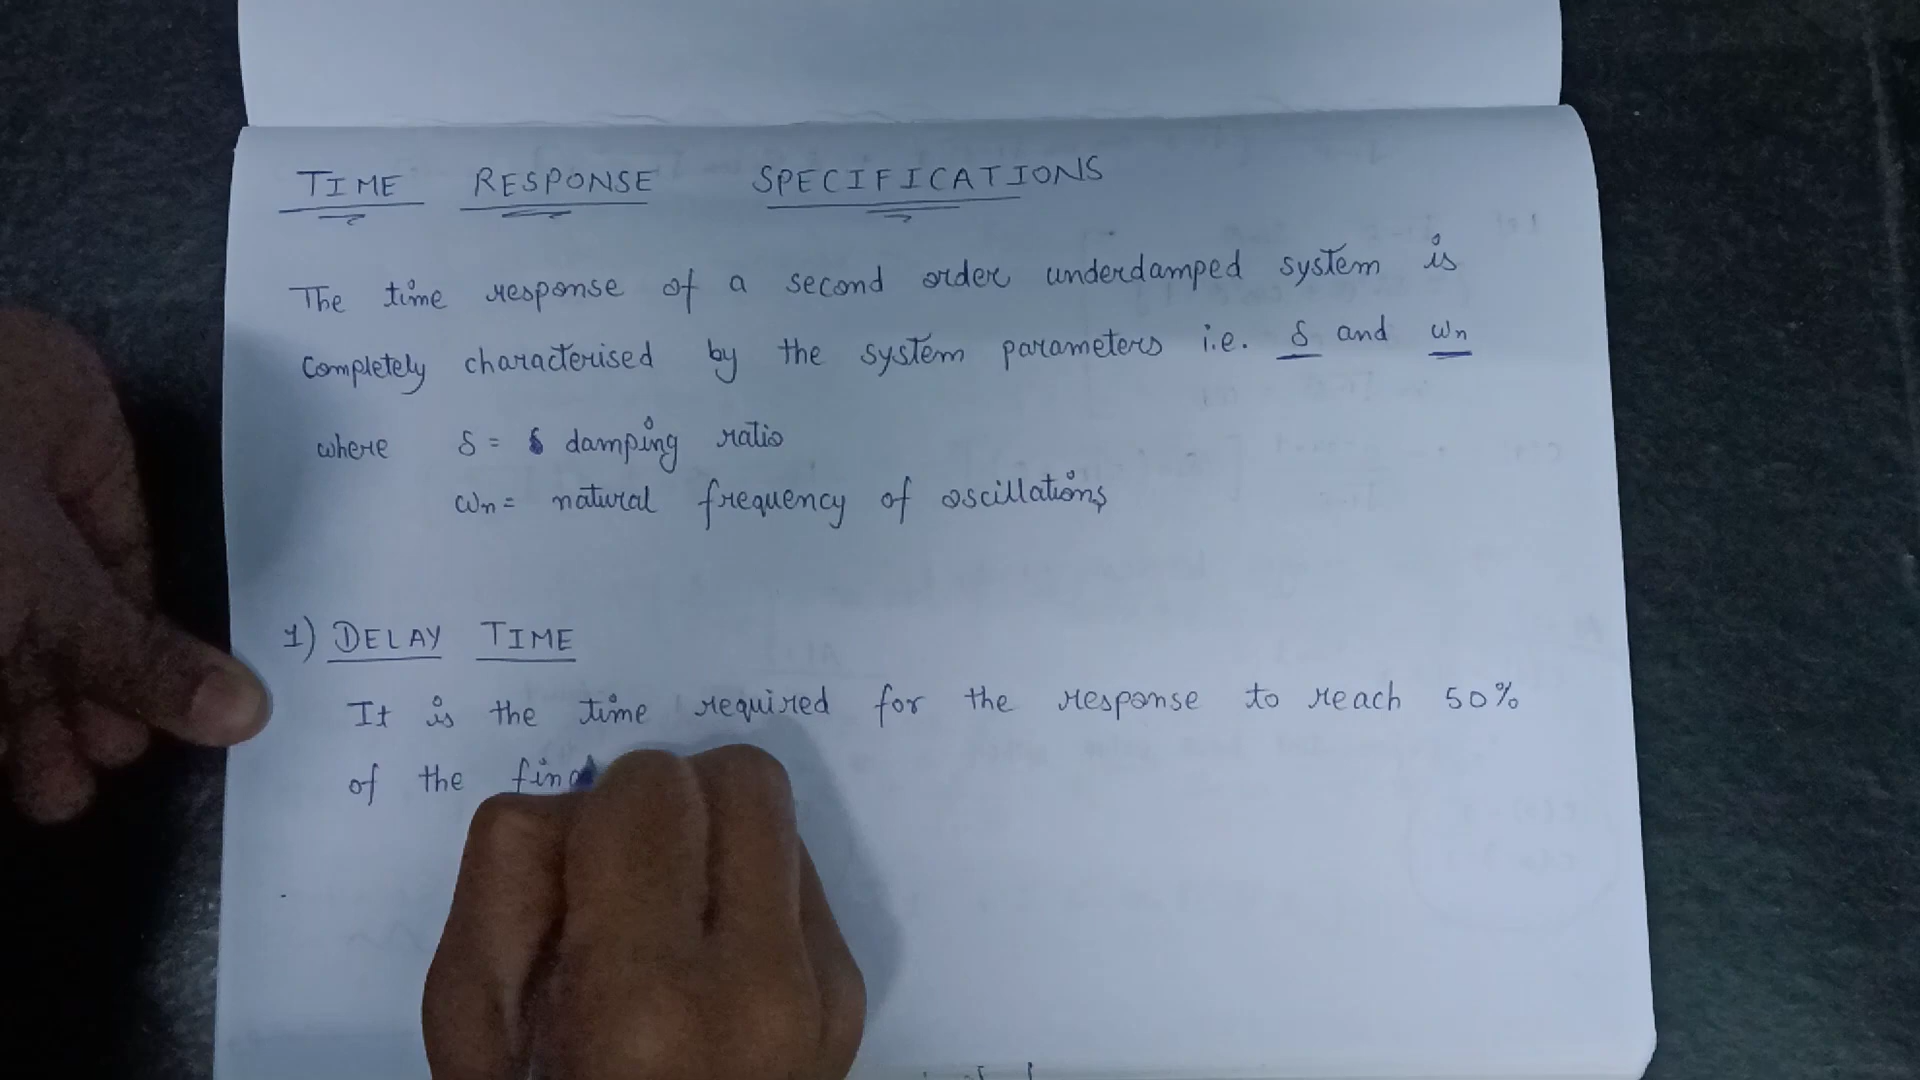 TIME RESPONSE SPECIFICATIONS
The time response of a second order underdamped system is
Completely characterised by the system parameters i.e. δ and ωn
where δ = damping ratio
ωn = natural frequency of oscillations
1) DELAY TIME
It is the time required for the response to reach 50%
of the final